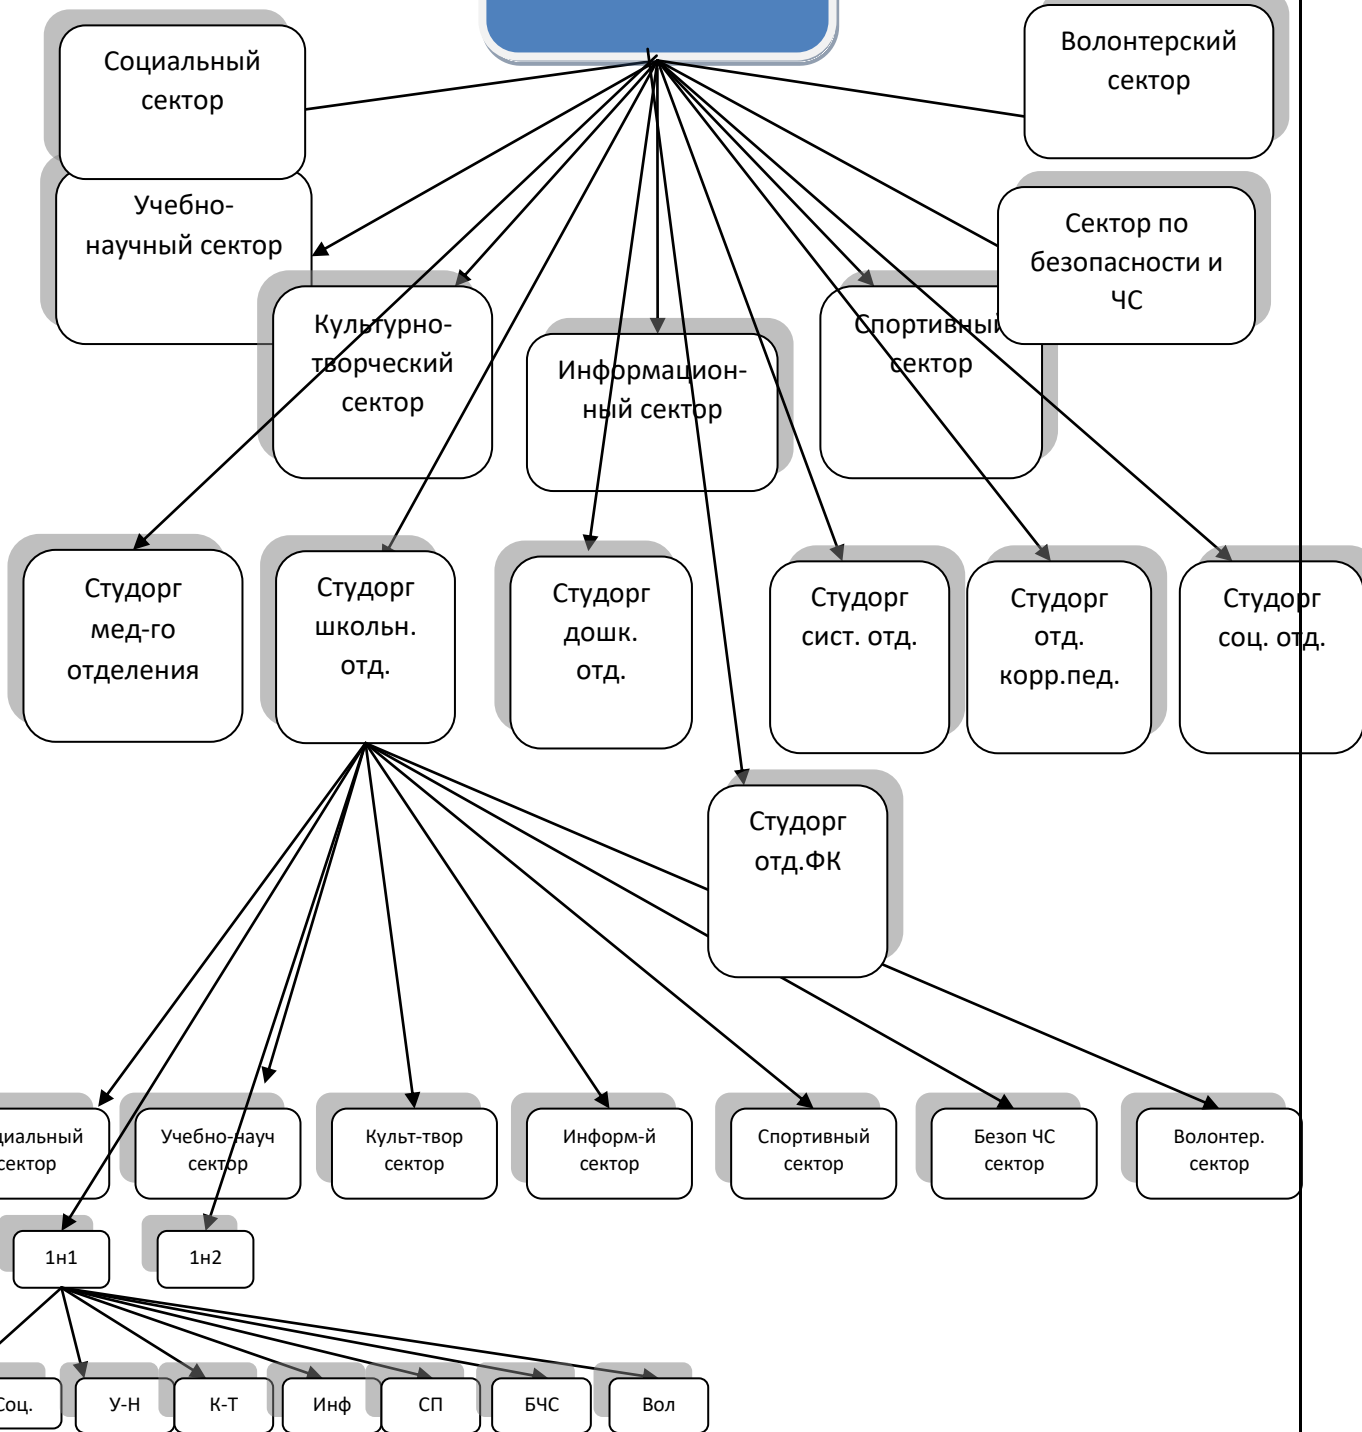 Социальный
сектор
Волонтерский
сектор
Учебно-
научный сектор
Сектор по
безопасности и
ЧС
Культурно-
творческий
сектор
Информацион-
ный сектор
Спортивный
сектор
Студорг
мед-го
отделения
Студорг
школьн.
отд.
Студорг
дошк.
отд.
Студорг
сист. отд.
Студорг
отд.
корр.пед.
Студорг
соц. отд.
Студорг
отд.ФК
циальный
сектор
Учебно-науч
сектор
Культ-твор
сектор
Информ-й
сектор
Спортивный
сектор
Безоп ЧС
сектор
Волонтер.
сектор
1н1
1н2
Соц.
У-Н
К-Т
Инф
СП
БЧС
Вол